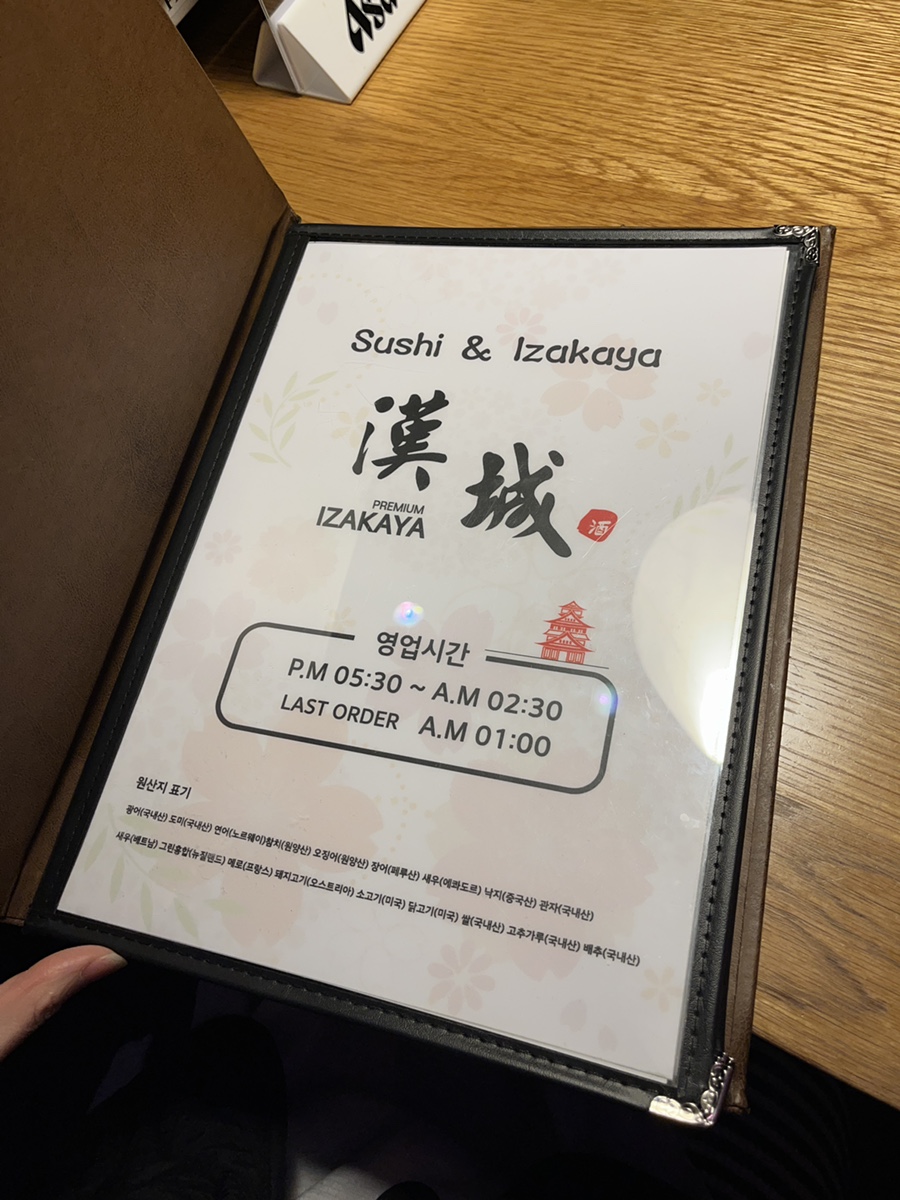 Sushi & Izakaya
漢城
PREMIUM
IZAKAYA
酒
영업시간
P.M 05:30 ~ A.M 02:30
LAST ORDER A.M 01:00
원산지 표기
광어(국내산) 도미(국내산) 연어(노르웨이)참치(원양산) 오징어(원양산) 장어(페루산) 새우(에콰도르) 낙지(중국산) 관자(국내산)
새우(베트남) 그린홍합(뉴질랜드) 메로(프랑스) 돼지고기(오스트리아) 소고기(미국) 닭고기(미국) 쌀(국내산) 고추가루(국내산) 배추(국내산)